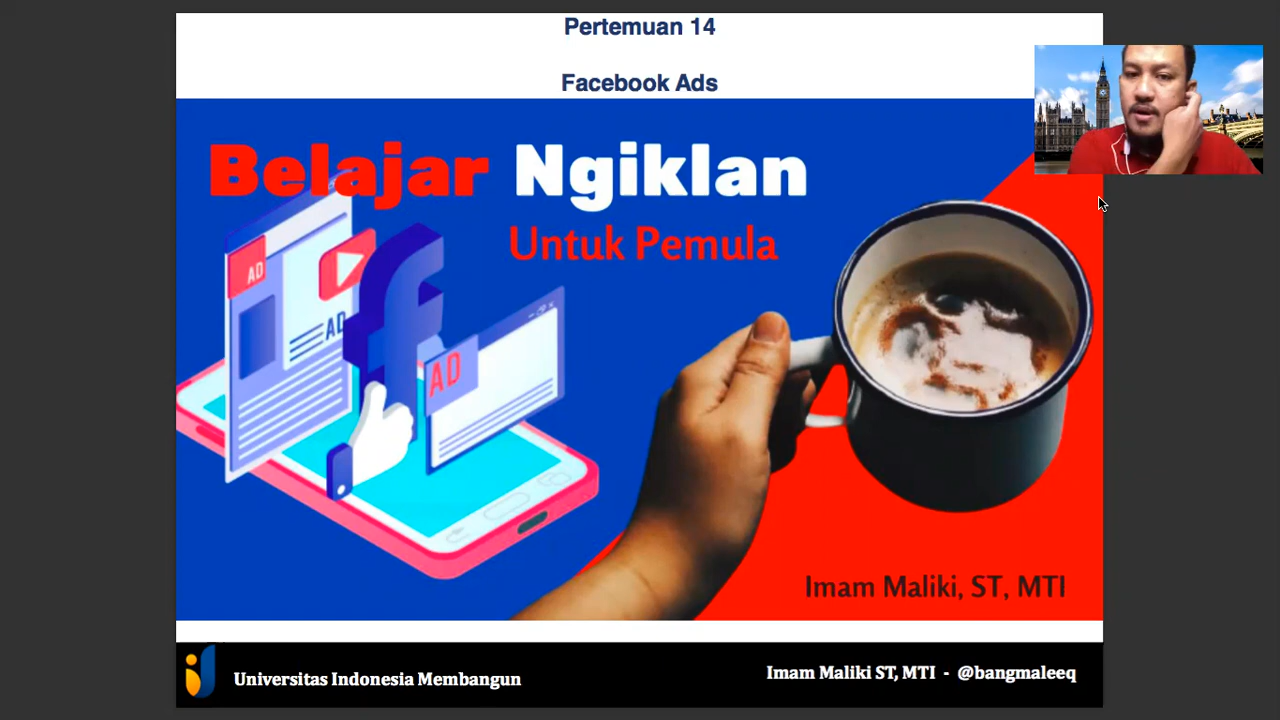 Pertemuan 14
Facebook Ads
Belajar Ngiklan
Untuk Pemula
AD
AD
AD
Imam Maliki, ST, MTI
Universitas Indonesia Membangun
Imam Maliki ST, MTI - @bangmaleeq